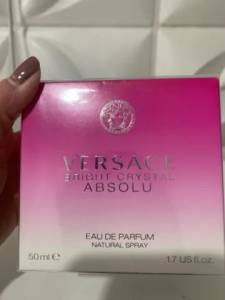 VERSACE
BRIGHT CRYSTAL
ABSOLU
EAU DE PARFUM
NATURAL SPRAY
50 ml ℮
1.7 US fl.oz.